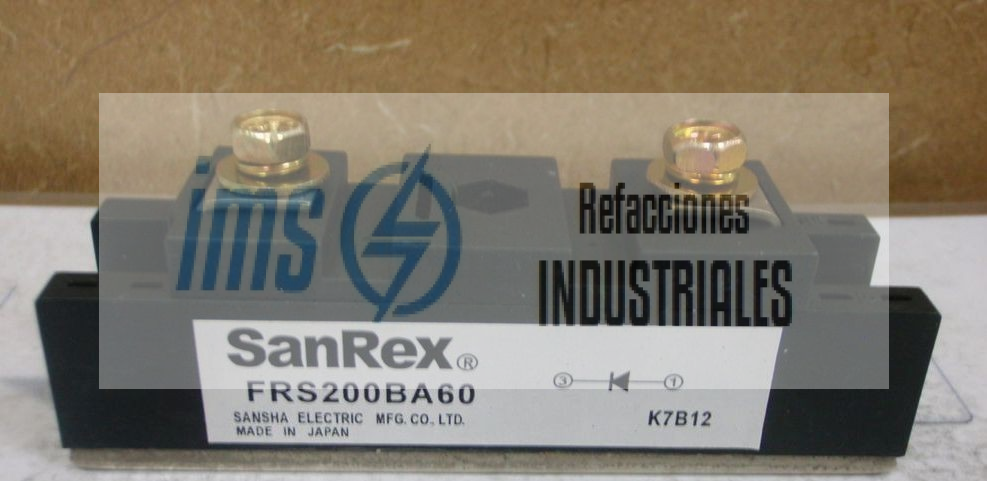 ims
Refacciones
INDUSTRIALES
SanRex®
FRS200BA60
3 1
SANSHA ELECTRIC MFG. CO., LTD.
MADE IN JAPAN
K7B12